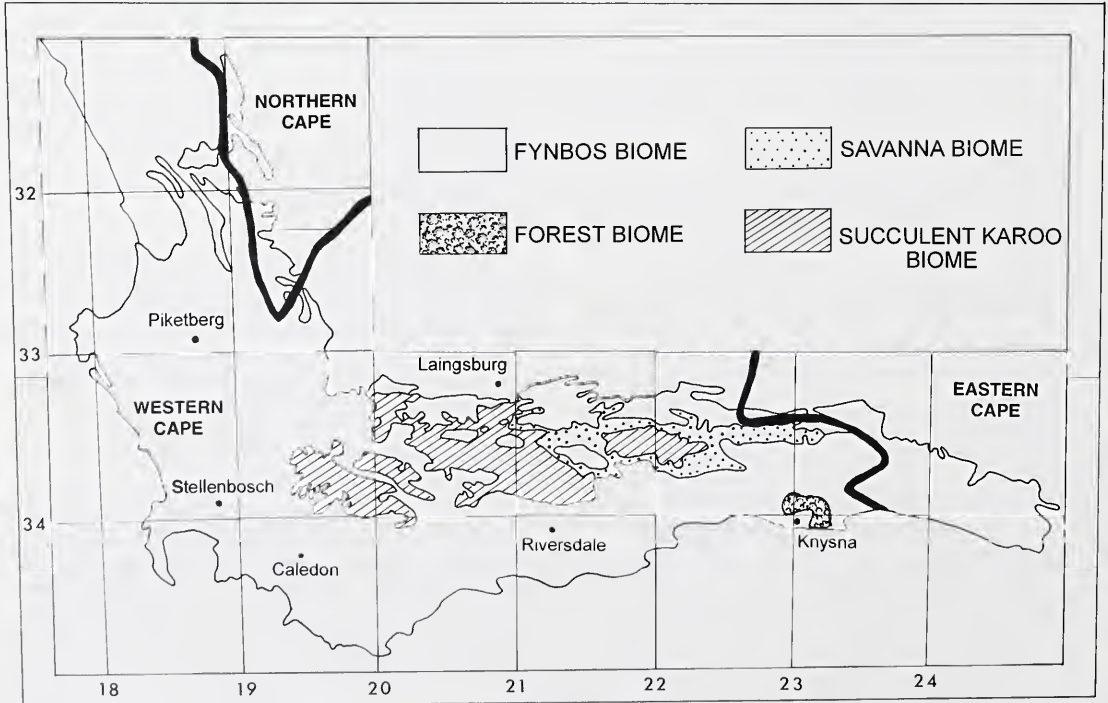 NORTHERN
CAPE
FYNBOS BIOME
SAVANNA BIOME
FOREST BIOME
SUCCULENT KAROO
BIOME
32
Piketberg
33
Laingsburg
WESTERN
CAPE
EASTERN
CAPE
Stellenbosch
34
Caledon
Riversdale
Knysna
18
19
20
21
22
23
24